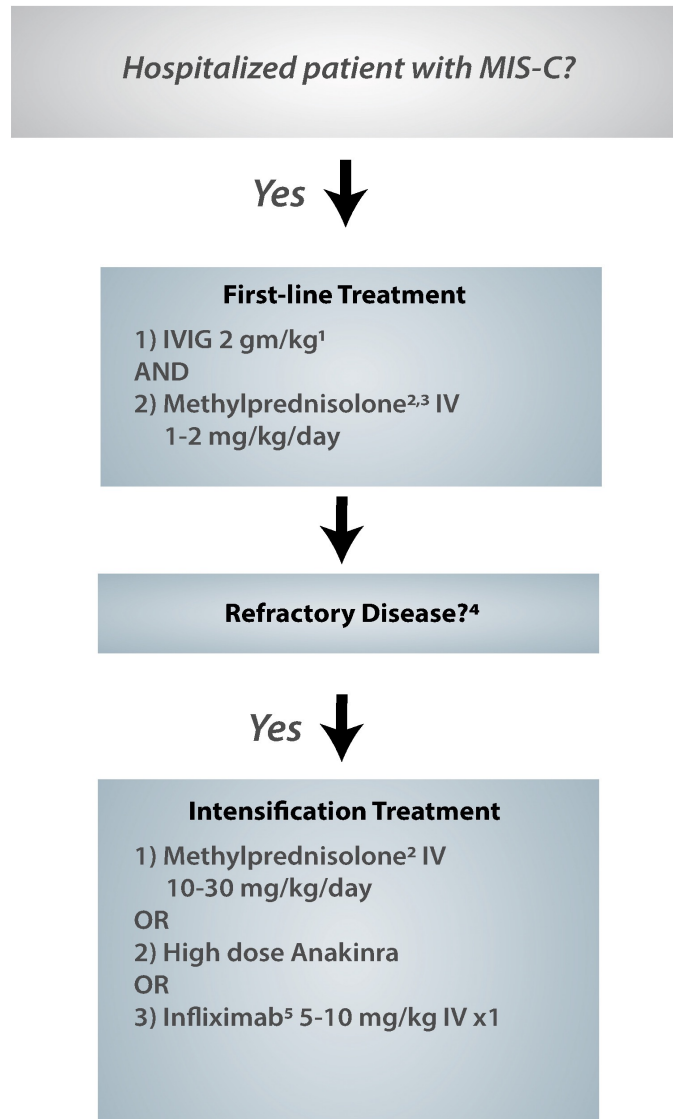 Hospitalized patient with MIS-C?
Yes
First-line Treatment
1) IVIG 2 gm/kg¹
AND
2) Methylprednisolone²,³ IV
1-2 mg/kg/day
Refractory Disease?⁴
Yes
Intensification Treatment
1) Methylprednisolone² IV
10-30 mg/kg/day
OR
2) High dose Anakinra
OR
3) Infliximab⁵ 5-10 mg/kg IV x1